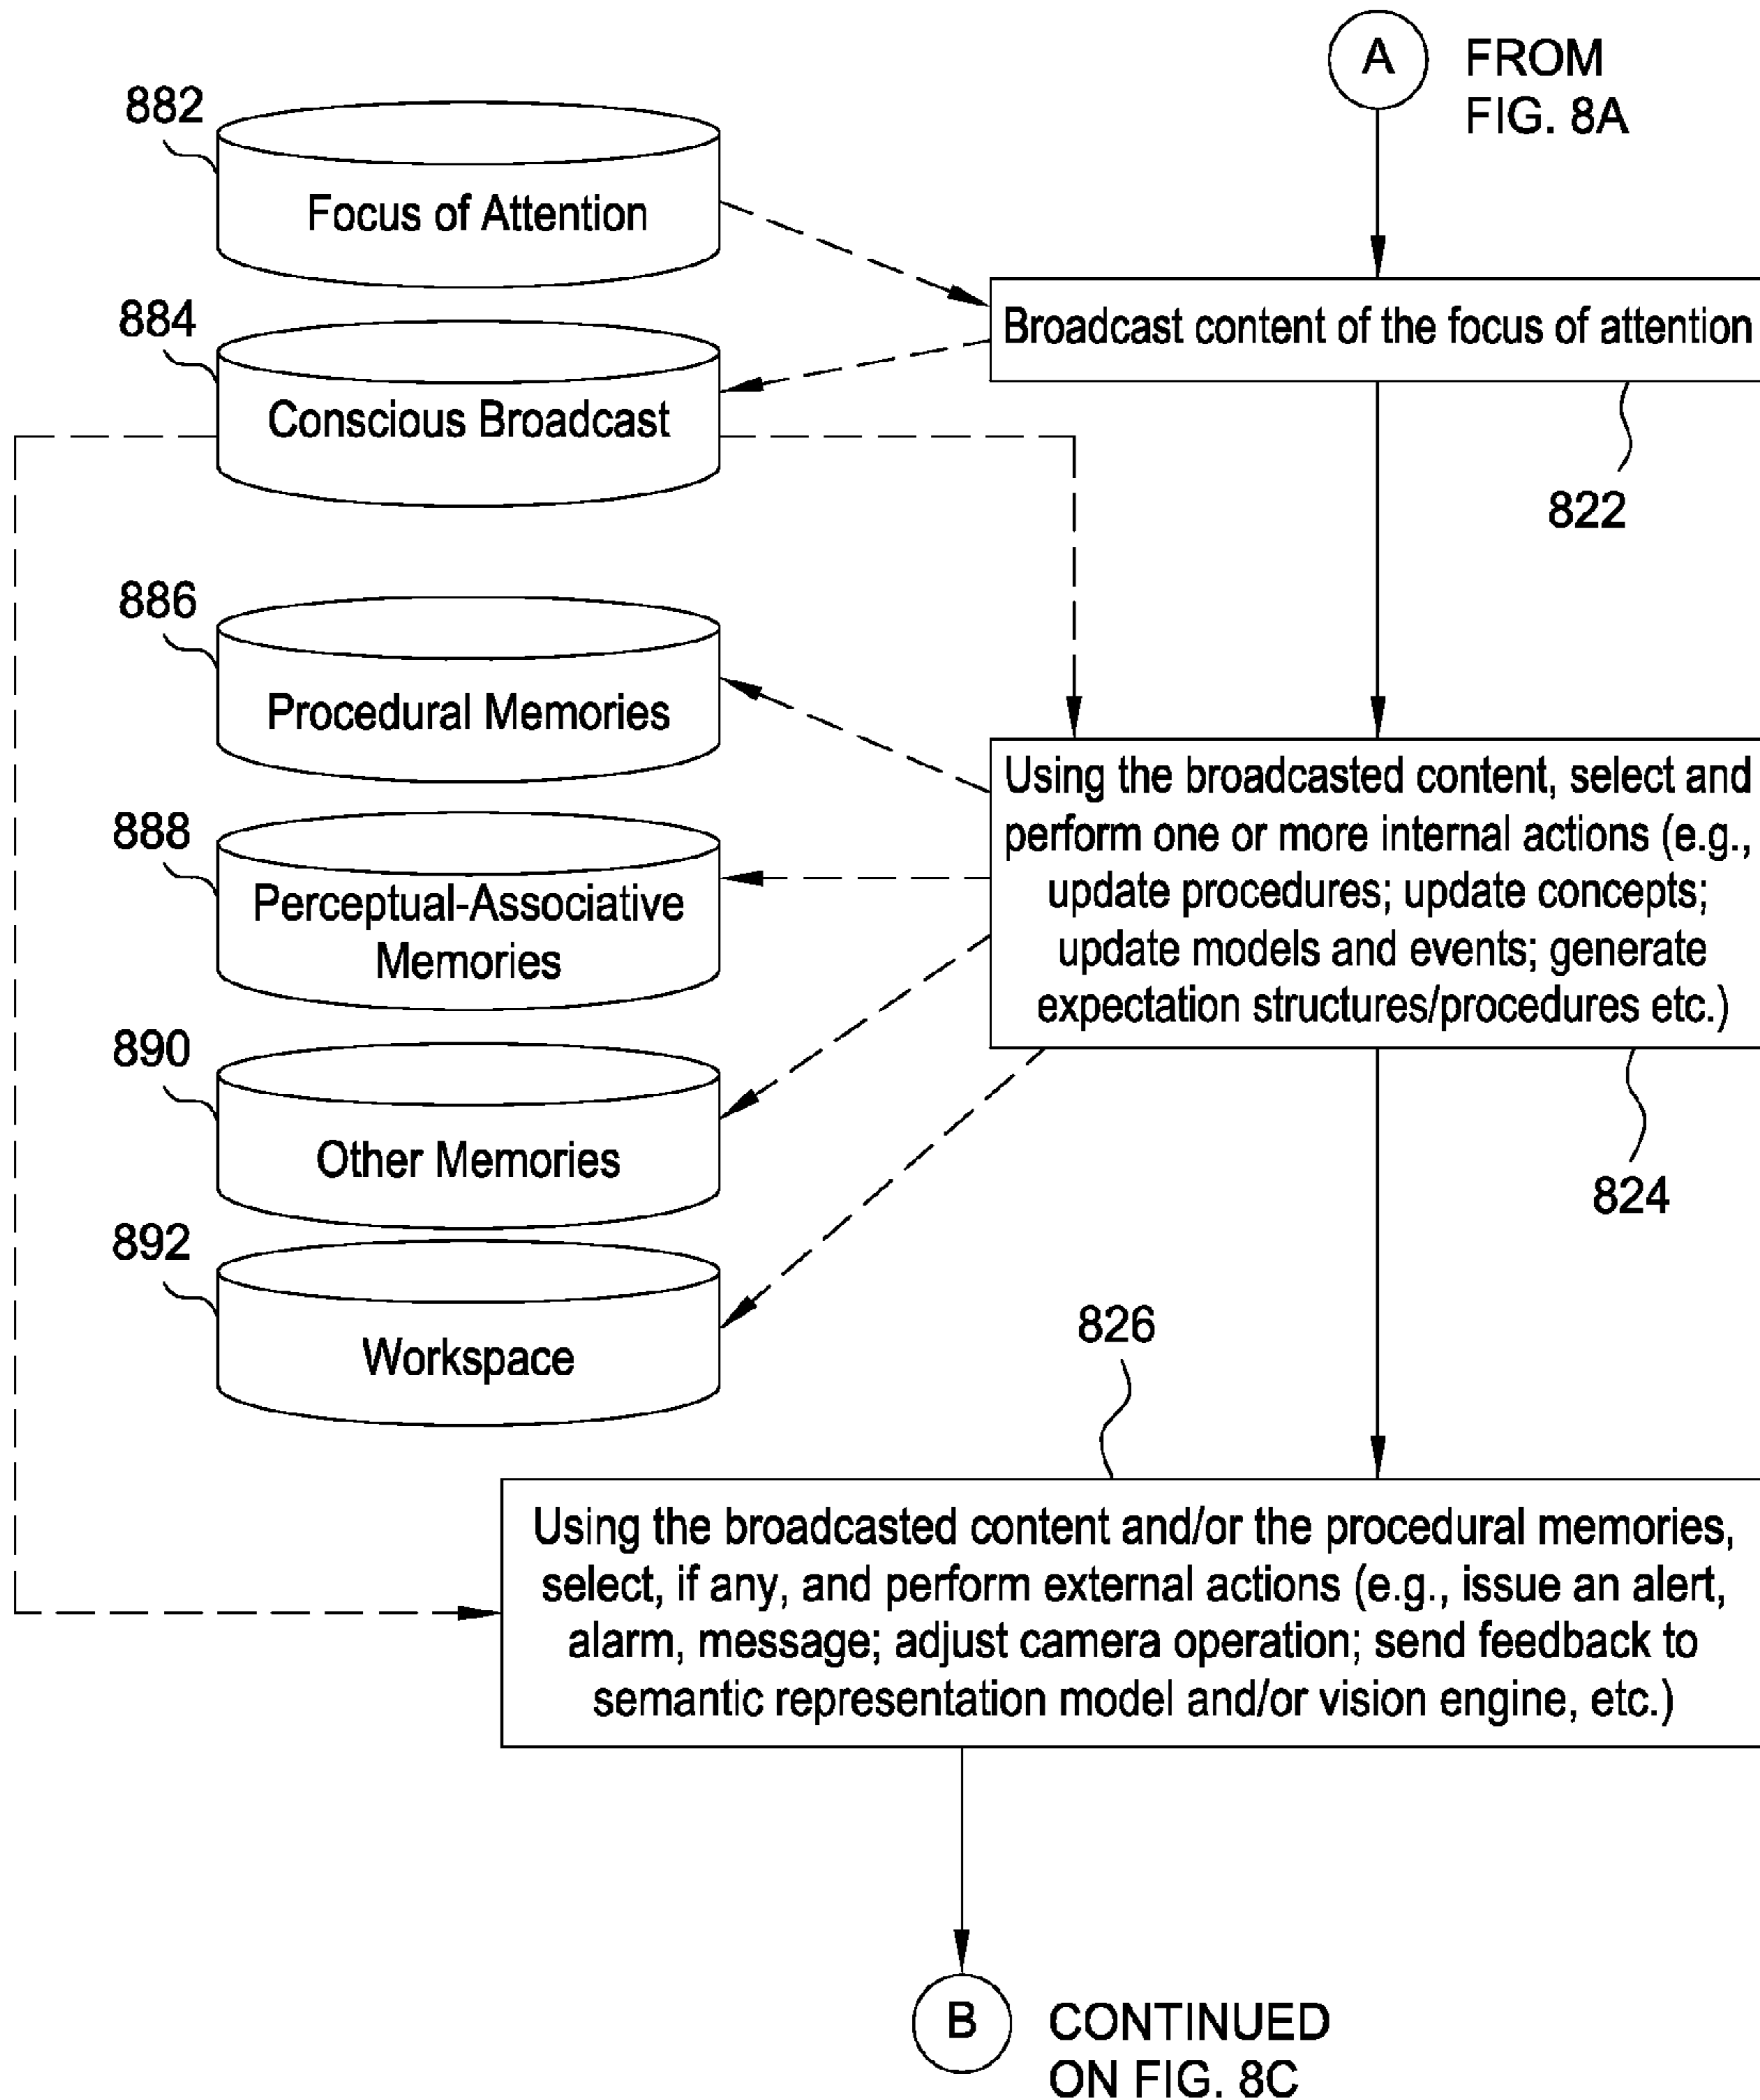 A
FROM
FIG. 8A
882
Focus of Attention
884
Broadcast content of the focus of attention
Conscious Broadcast
822
886
Procedural Memories
Using the broadcasted content, select and
perform one or more internal actions (e.g.,
update procedures; update concepts;
update models and events; generate
expectation structures/procedures etc.)
888
Perceptual-Associative
Memories
890
Other Memories
824
892
Workspace
826
Using the broadcasted content and/or the procedural memories,
select, if any, and perform external actions (e.g., issue an alert,
alarm, message; adjust camera operation; send feedback to
semantic representation model and/or vision engine, etc.)
B
CONTINUED
ON FIG. 8C